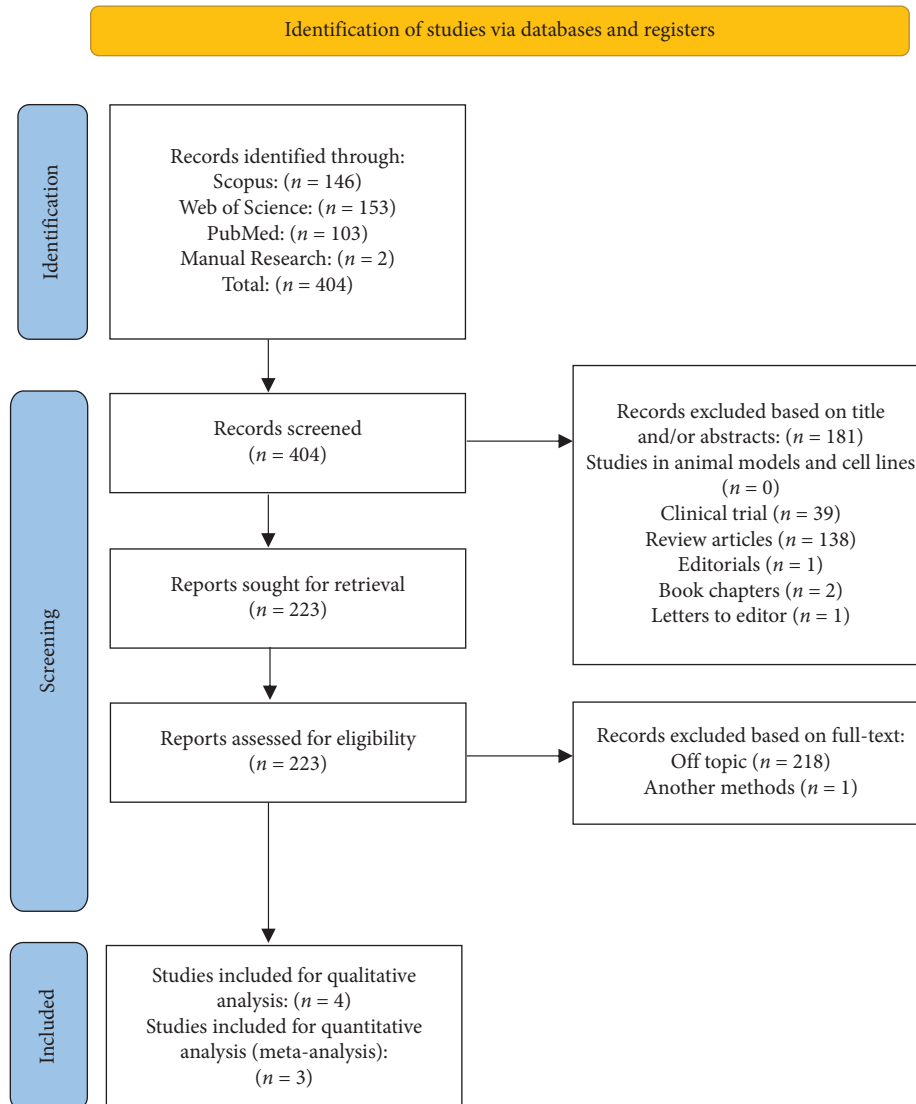 Identification of studies via databases and registers
Identification
Records identified through:
Scopus: (n = 146)
Web of Science: (n = 153)
PubMed: (n = 103)
Manual Research: (n = 2)
Total: (n = 404)
Screening
Records screened
(n = 404)
Records excluded based on title
and/or abstracts: (n = 181)
Studies in animal models and cell lines
(n = 0)
Clinical trial (n = 39)
Review articles (n = 138)
Editorials (n = 1)
Book chapters (n = 2)
Letters to editor (n = 1)
Reports sought for retrieval
(n = 223)
Reports assessed for eligibility
(n = 223)
Records excluded based on full-text:
Off topic (n = 218)
Another methods (n = 1)
Included
Studies included for qualitative
analysis: (n = 4)
Studies included for quantitative
analysis (meta-analysis):
(n = 3)